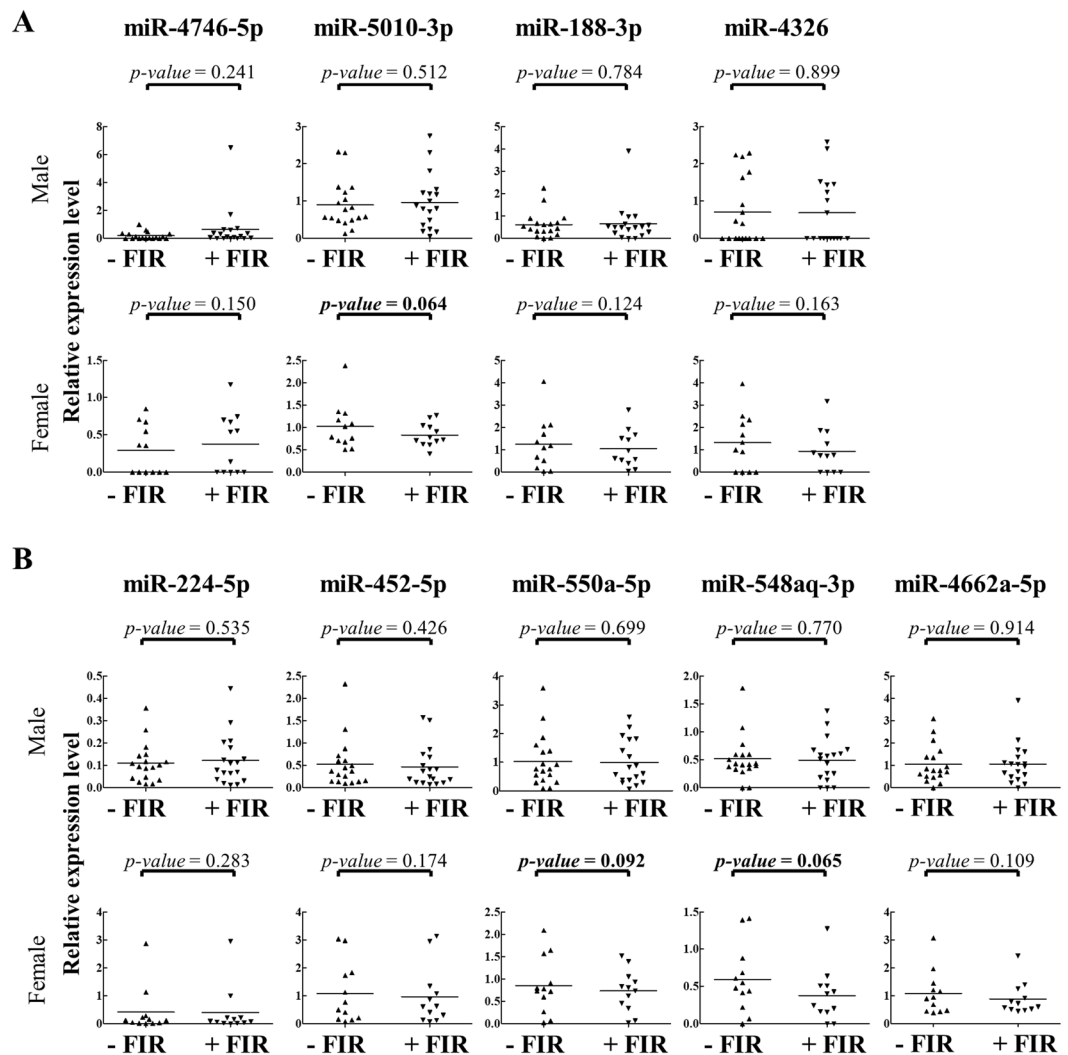 A
miR-4746-5p miR-5010-3p miR-188-3p miR-4326
p-value = 0.241 p-value = 0.512 p-value = 0.784 p-value = 0.899
Relative expression level
Male
8 6 4 2 0
3 2 1 0
5 4 3 2 1 0
3 2 1 0
- FIR + FIR - FIR + FIR - FIR + FIR - FIR + FIR
p-value = 0.150 p-value = 0.064 p-value = 0.124 p-value = 0.163
Female
1.5 1.0 0.5 0.0
2.5 2.0 1.5 1.0 0.5 0.0
5 4 3 2 1 0
5 4 3 2 1 0
- FIR + FIR - FIR + FIR - FIR + FIR - FIR + FIR
B
miR-224-5p miR-452-5p miR-550a-5p miR-548aq-3p miR-4662a-5p
p-value = 0.535 p-value = 0.426 p-value = 0.699 p-value = 0.770 p-value = 0.914
Relative expression level
Male
0.5 0.4 0.3 0.2 0.1 0.0
2.5 2.0 1.5 1.0 0.5 0.0
4 3 2 1 0
2.0 1.5 1.0 0.5 0.0
5 4 3 2 1 0
- FIR + FIR - FIR + FIR - FIR + FIR - FIR + FIR - FIR + FIR
p-value = 0.283 p-value = 0.174 p-value = 0.092 p-value = 0.065 p-value = 0.109
Female
4 3 2 1 0
4 3 2 1 0
2.5 2.0 1.5 1.0 0.5 0.0
1.5 1.0 0.5 0.0
4 3 2 1 0
- FIR + FIR - FIR + FIR - FIR + FIR - FIR + FIR - FIR + FIR